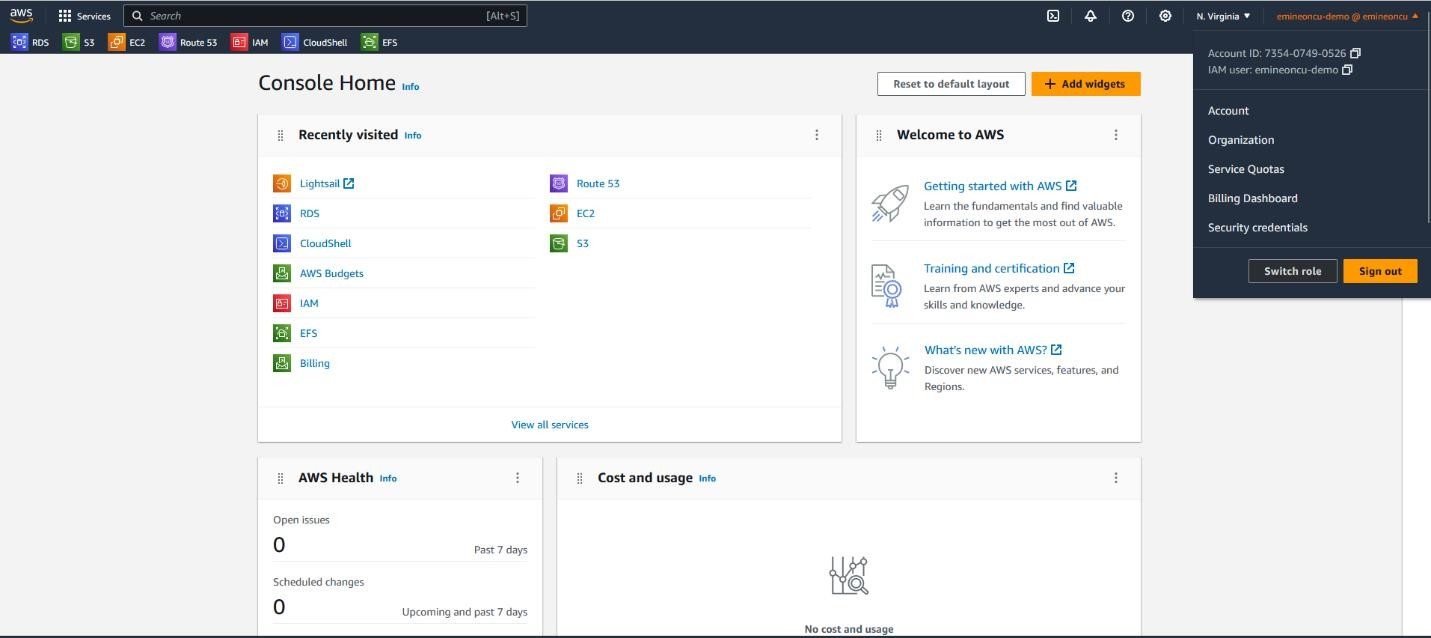 aws
Services
Search
[Alt+S]
N. Virginia
emineoncu-demo @ emineoncu
RDS
S3
EC2
Route 53
IAM
CloudShell
EFS
Account ID: 7354-0749-0526
IAM user: emineoncu-demo
Account
Organization
Service Quotas
Billing Dashboard
Security credentials
Switch role
Sign out
Console Home
Info
Reset to default layout
+ Add widgets
Recently visited
Info
Lightsail
RDS
CloudShell
AWS Budgets
IAM
EFS
Billing
Route 53
EC2
S3
View all services
Welcome to AWS
Getting started with AWS
Learn the fundamentals and find valuable
information to get the most out of AWS.
Training and certification
Learn from AWS experts and advance your
skills and knowledge.
What's new with AWS?
Discover new AWS services, features, and
Regions.
AWS Health
Info
Open issues
0
Past 7 days
Scheduled changes
0
Upcoming and past 7 days
Cost and usage
Info
No cost and usage